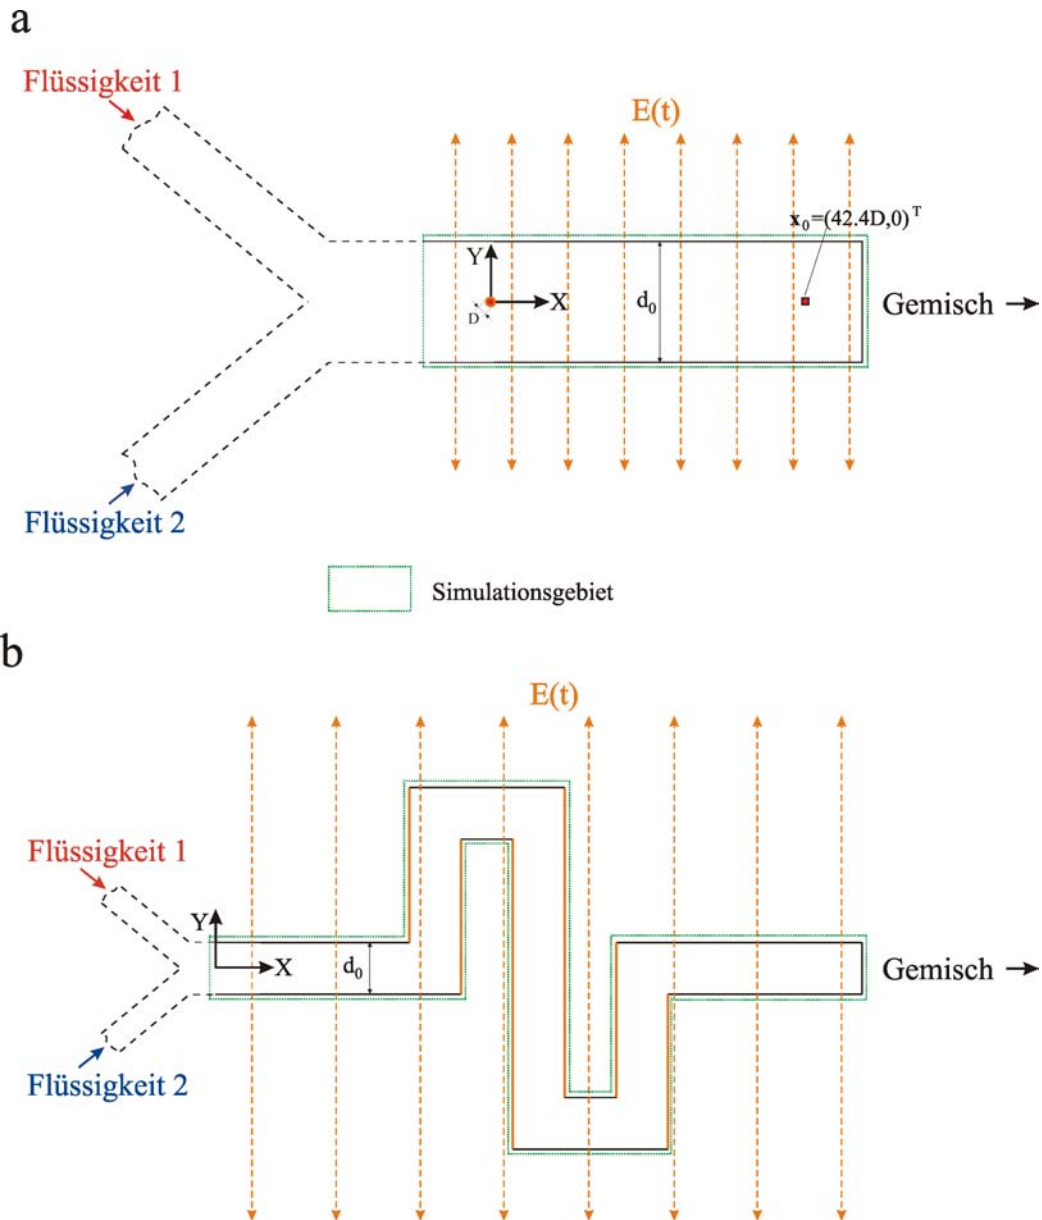 a
Flüssigkeit 1
E(t)
x₀=(42.4D,0)ᵀ
Y
X
D
d₀
Gemisch
Flüssigkeit 2
Simulationsgebiet
b
E(t)
Flüssigkeit 1
Y
X
d₀
Gemisch
Flüssigkeit 2